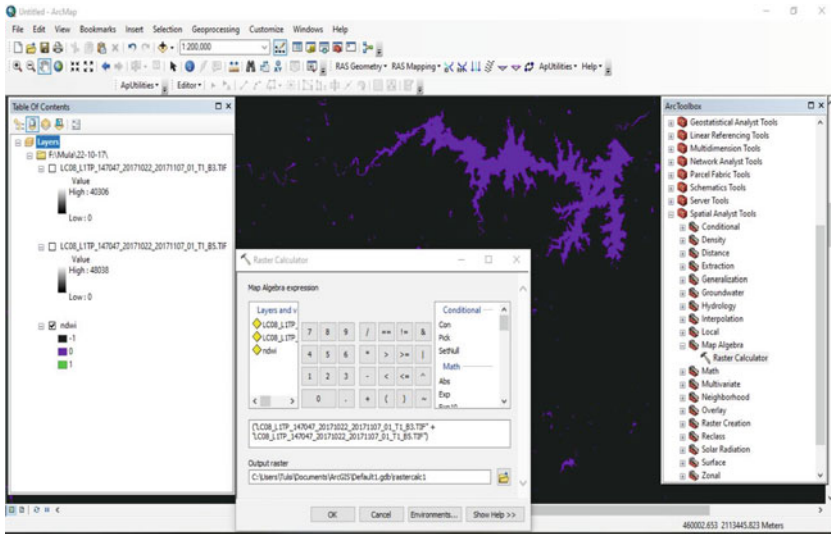 Untitled - ArcMap
File Edit View Bookmarks Insert Selection Geoprocessing Customize Windows Help
1:200,000
RAS Geometry RAS Mapping ApUtilities Help
ApUtilities Editor
Table Of Contents
Layers
F:\Mula\22-10-17\
LC08_L1TP_147047_20171022_20171107_01_T1_B3.TIF
Value
High : 40306
Low : 0
LC08_L1TP_147047_20171022_20171107_01_T1_B5.TIF
Value
High : 48038
Low : 0
ndwi
-1
0
1
Raster Calculator
Map Algebra expression
Layers and v
LC08_L1TP_
LC08_L1TP_
ndwi
7 8 9 / == != &
4 5 6 * > >= |
1 2 3 - < <= ^
0 . + ( ) ~
Conditional
Con
Pick
SetNull
Math
Abs
Exp
Exp10
("LC08_L1TP_147047_20171022_20171107_01_T1_B3.TIF" +
"LC08_L1TP_147047_20171022_20171107_01_T1_B5.TIF")
Output raster
C:\Users\Tulsi\Documents\ArcGIS\Default1.gdb\rastercalc1
OK Cancel Environments... Show Help >>
ArcToolbox
Geostatistical Analyst Tools
Linear Referencing Tools
Multidimension Tools
Network Analyst Tools
Parcel Fabric Tools
Schematics Tools
Server Tools
Spatial Analyst Tools
Conditional
Density
Distance
Extraction
Generalization
Groundwater
Hydrology
Interpolation
Local
Map Algebra
Raster Calculator
Math
Multivariate
Neighborhood
Overlay
Raster Creation
Reclass
Solar Radiation
Surface
Zonal
460002.653 2113445.823 Meters